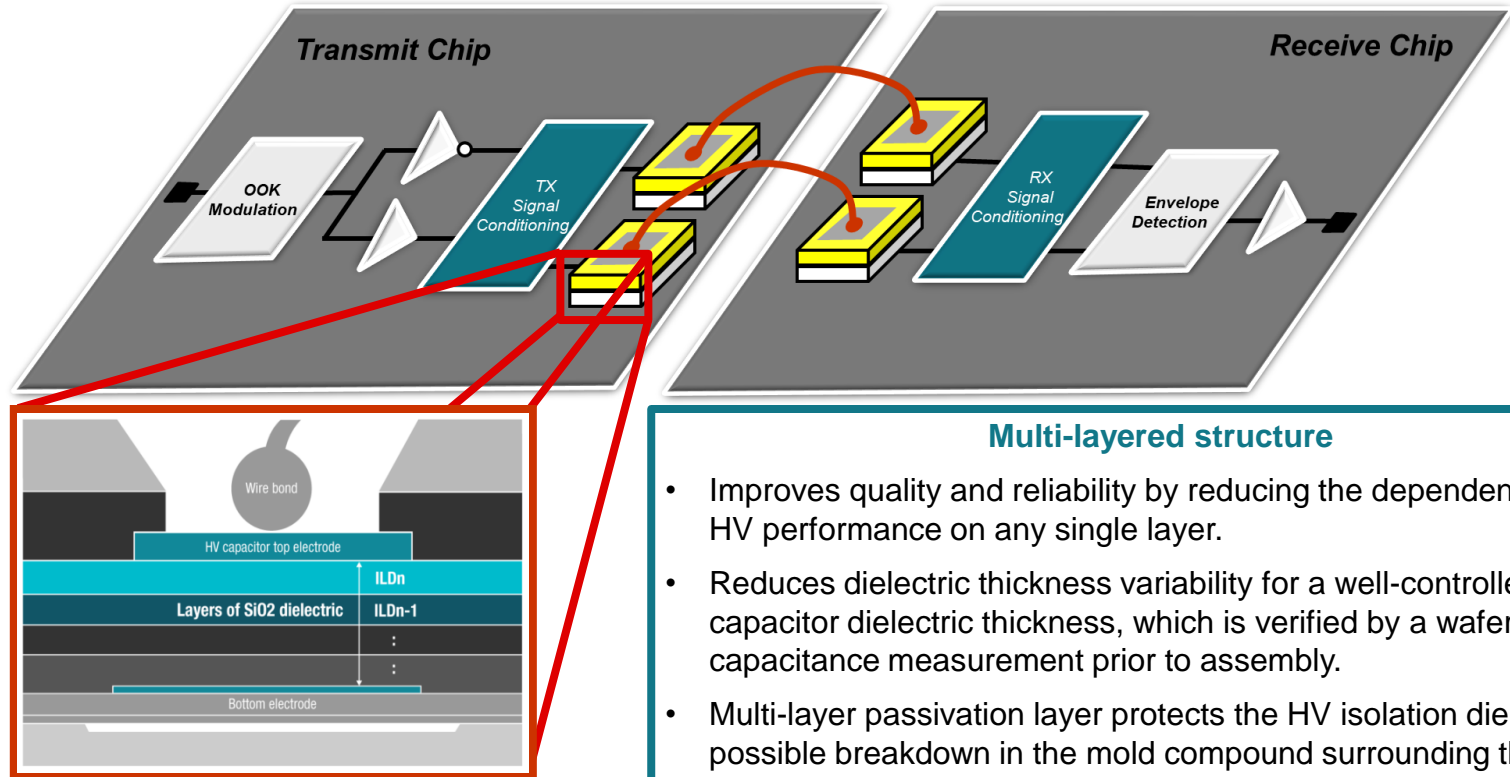 Transmit Chip
Receive Chip
OOK
Modulation
TX
Signal
Conditioning
RX
Signal
Conditioning
Envelope
Detection
Wire bond
HV capacitor top electrode
ILDn
Layers of SiO2 dielectric
ILDn-1
:
:
Bottom electrode
Multi-layered structure
• Improves quality and reliability by reducing the
HV performance on any single layer.
• Reduces dielectric thickness variability for a
capacitor dielectric thickness, which is verified by a wafer
capacitance measurement prior to assembly.
• Multi-layer passivation layer protects the HV isolation
possible breakdown in the mold compound surrounding